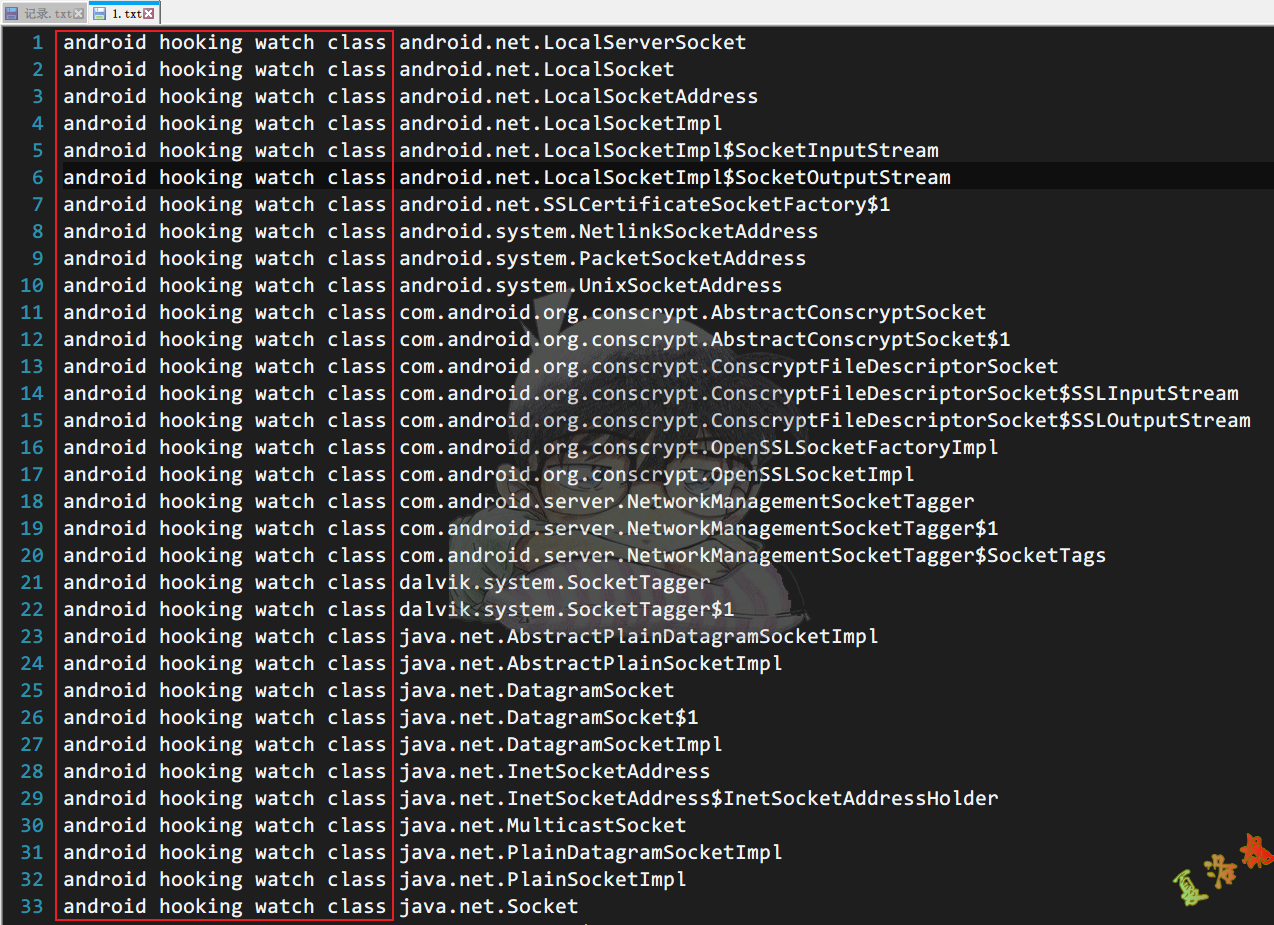 记录.txt 1.txt
1 android hooking watch class android.net.LocalServerSocket
2 android hooking watch class android.net.LocalSocket
3 android hooking watch class android.net.LocalSocketAddress
4 android hooking watch class android.net.LocalSocketImpl
5 android hooking watch class android.net.LocalSocketImpl$SocketInputStream
6 android hooking watch class android.net.LocalSocketImpl$SocketOutputStream
7 android hooking watch class android.net.SSLCertificateSocketFactory$1
8 android hooking watch class android.system.NetlinkSocketAddress
9 android hooking watch class android.system.PacketSocketAddress
10 android hooking watch class android.system.UnixSocketAddress
11 android hooking watch class com.android.org.conscrypt.AbstractConscryptSocket
12 android hooking watch class com.android.org.conscrypt.AbstractConscryptSocket$1
13 android hooking watch class com.android.org.conscrypt.ConscryptFileDescriptorSocket
14 android hooking watch class com.android.org.conscrypt.ConscryptFileDescriptorSocket$SSLInputStream
15 android hooking watch class com.android.org.conscrypt.ConscryptFileDescriptorSocket$SSLOutputStream
16 android hooking watch class com.android.org.conscrypt.OpenSSLSocketFactoryImpl
17 android hooking watch class com.android.org.conscrypt.OpenSSLSocketImpl
18 android hooking watch class com.android.server.NetworkManagementSocketTagger
19 android hooking watch class com.android.server.NetworkManagementSocketTagger$1
20 android hooking watch class com.android.server.NetworkManagementSocketTagger$SocketTags
21 android hooking watch class dalvik.system.SocketTagger
22 android hooking watch class dalvik.system.SocketTagger$1
23 android hooking watch class java.net.AbstractPlainDatagramSocketImpl
24 android hooking watch class java.net.AbstractPlainSocketImpl
25 android hooking watch class java.net.DatagramSocket
26 android hooking watch class java.net.DatagramSocket$1
27 android hooking watch class java.net.DatagramSocketImpl
28 android hooking watch class java.net.InetSocketAddress
29 android hooking watch class java.net.InetSocketAddress$InetSocketAddressHolder
30 android hooking watch class java.net.MulticastSocket
31 android hooking watch class java.net.PlainDatagramSocketImpl
32 android hooking watch class java.net.PlainSocketImpl
33 android hooking watch class java.net.Socket
夏洛